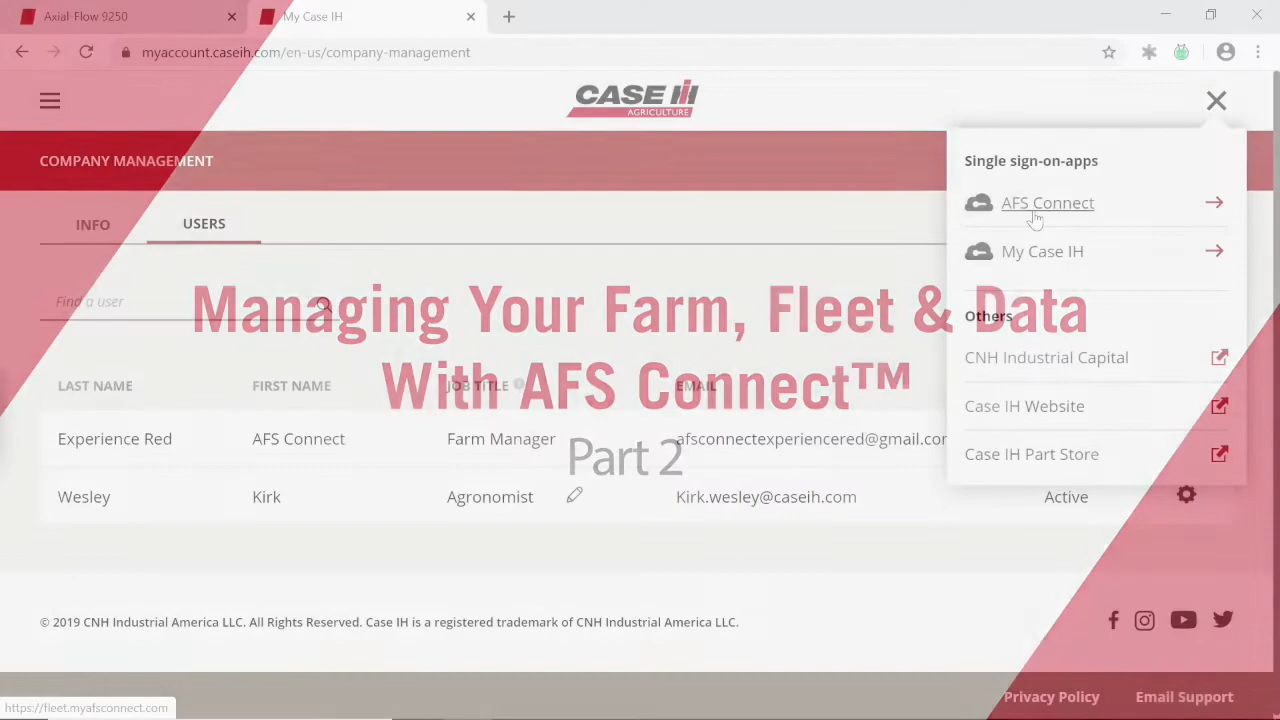 Axial-Flow 9250
My Case IH
myaccount.caseih.com/en-us/company-management
CASE IH
AGRICULTURE
COMPANY MANAGEMENT
INFO
USERS
Find a user
Single sign-on-apps
AFS Connect
My Case IH
Others
CNH Industrial Capital
Case IH Website
Case IH Part Store
Managing Your Farm, Fleet & Data
With AFS Connect™
Part 2
LAST NAME FIRST NAME JOB TITLE EMAIL
Experience Red AFS Connect Farm Manager afsconnectexperiencered@gmail.com
Wesley Kirk Agronomist Kirk.wesley@caseih.com Active
© 2019 CNH Industrial America LLC. All Rights Reserved. Case IH is a registered trademark of CNH Industrial America LLC.
Privacy Policy Email Support
https://fleet.myafsconnect.com